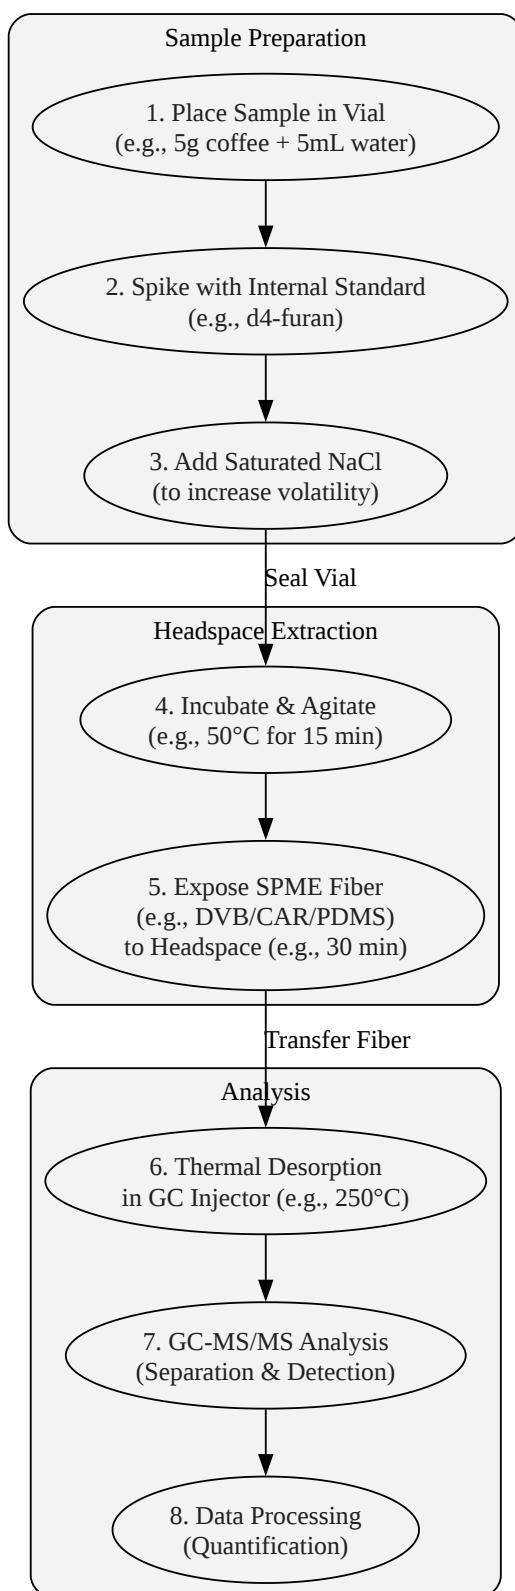 Sample Preparation
1. Place Sample in Vial
(e.g., 5g coffee + 5mL water)
2. Spike with Internal Standard
(e.g., d4-furan)
3. Add Saturated NaCl
(to increase volatility)
Seal Vial
Headspace Extraction
4. Incubate & Agitate
(e.g., 50°C for 15 min)
5. Expose SPME Fiber
(e.g., DVB/CAR/PDMS)
to Headspace (e.g., 30 min)
Transfer Fiber
Analysis
6. Thermal Desorption
in GC Injector (e.g., 250°C)
7. GC-MS/MS Analysis
(Separation & Detection)
8. Data Processing
(Quantification)